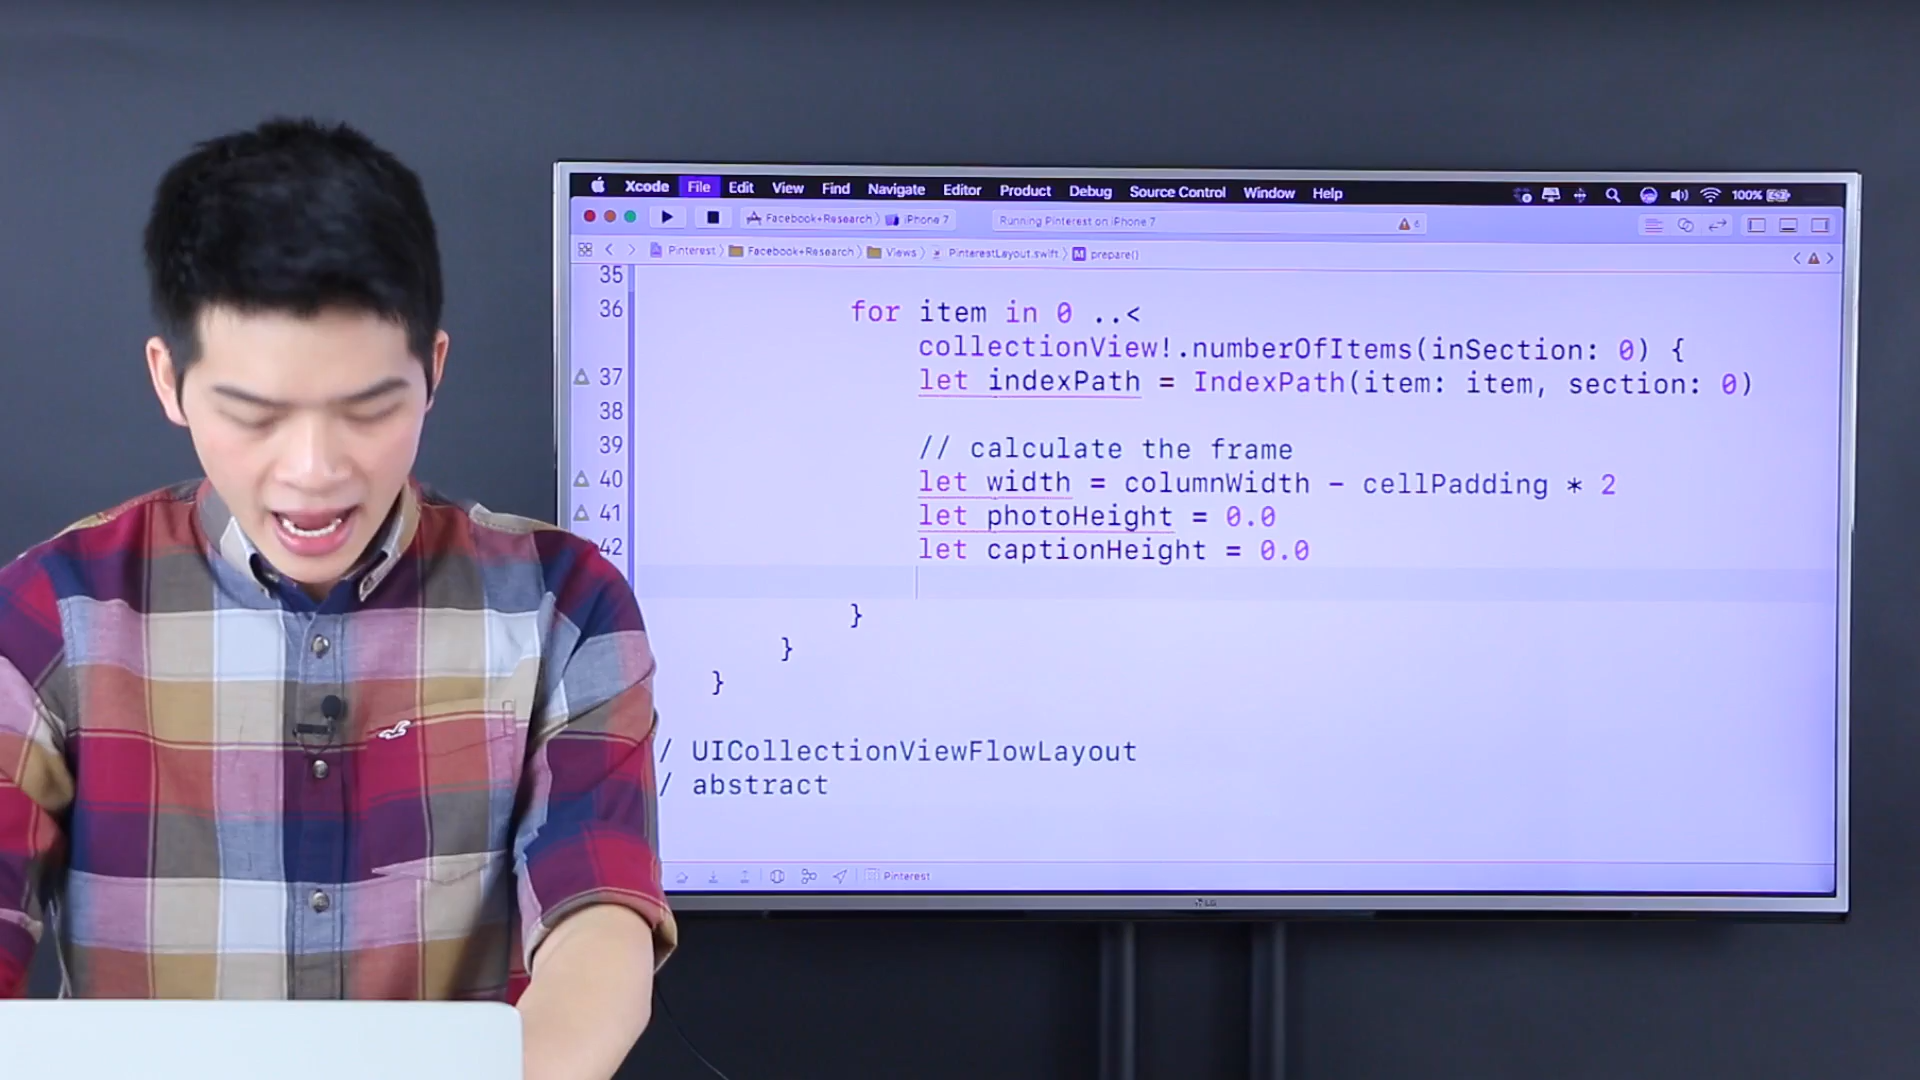 Xcode File Edit View Find Navigate Editor Product Debug Source Control Window Help 100%
Facebook+Research iPhone 7 Running Pinterest on iPhone 7 6
Pinterest Facebook+Research Views PinterestLayout.swift M prepare()
35
36 for item in 0 ..<
collectionView!.numberOfItems(inSection: 0) {
37 let indexPath = IndexPath(item: item, section: 0)
38
39 // calculate the frame
40 let width = columnWidth - cellPadding * 2
41 let photoHeight = 0.0
42 let captionHeight = 0.0
}
}
}
/ UICollectionViewFlowLayout
/ abstract
Pinterest
LG